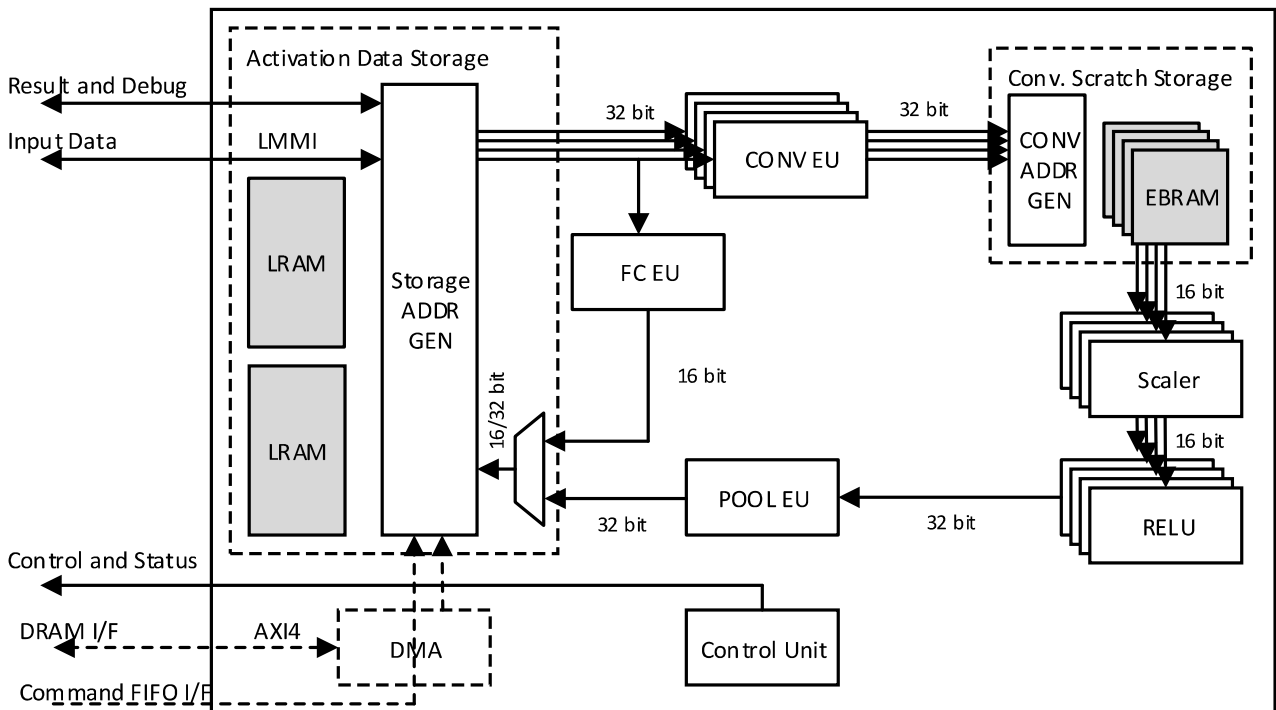 Activation Data Storage
Result and Debug
Input Data
LMMI
LRAM
LRAM
Storage
ADDR
GEN
16/32 bit
32 bit
CONV EU
32 bit
Conv. Scratch Storage
CONV
ADDR
GEN
EBRAM
FC EU
16 bit
16 bit
Scaler
16 bit
RELU
32 bit
POOL EU
32 bit
Control and Status
DRAM I/F
AXI4
DMA
Control Unit
Command FIFO I/F